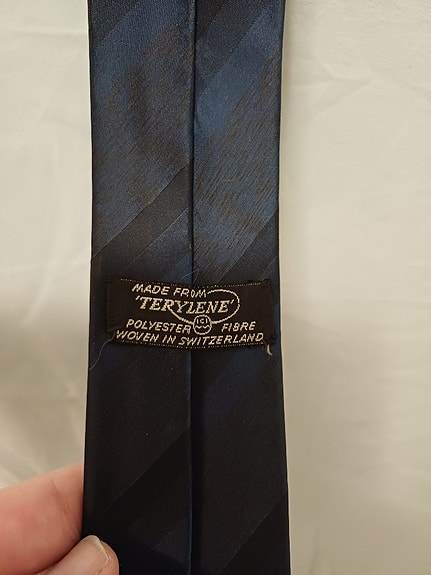 MADE FROM
'TERYLENE'
ICI
POLYESTER FIBRE
WOVEN IN SWITZERLAND